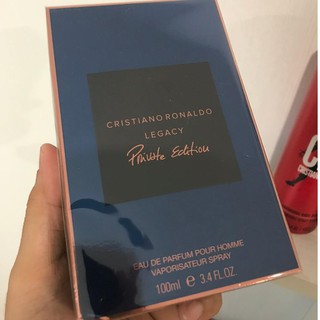 CRISTIANO RONALDO
LEGACY
Private Edition
EAU DE PARFUM POUR HOMME
VAPORISATEUR SPRAY
100ml e 3.4 FL.OZ.